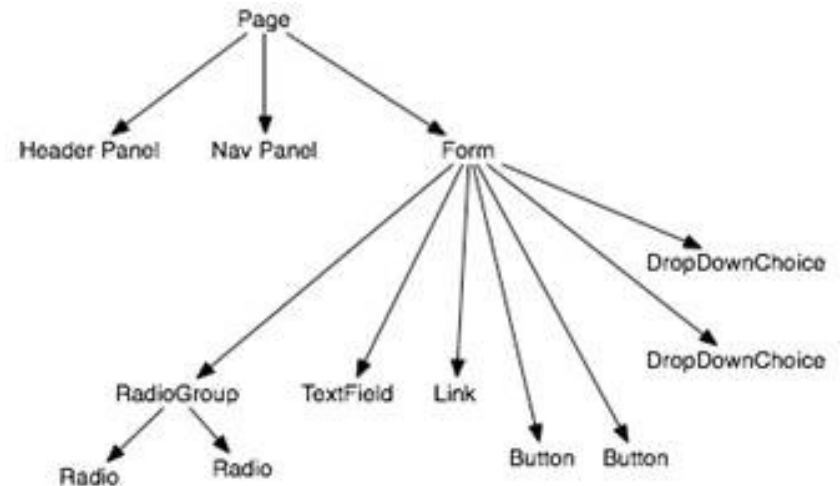 Page
Header Panel
Nav Panel
Form
DropDownChoice
DropDownChoice
RadioGroup
TextField
Link
Button
Button
Radio
Radio